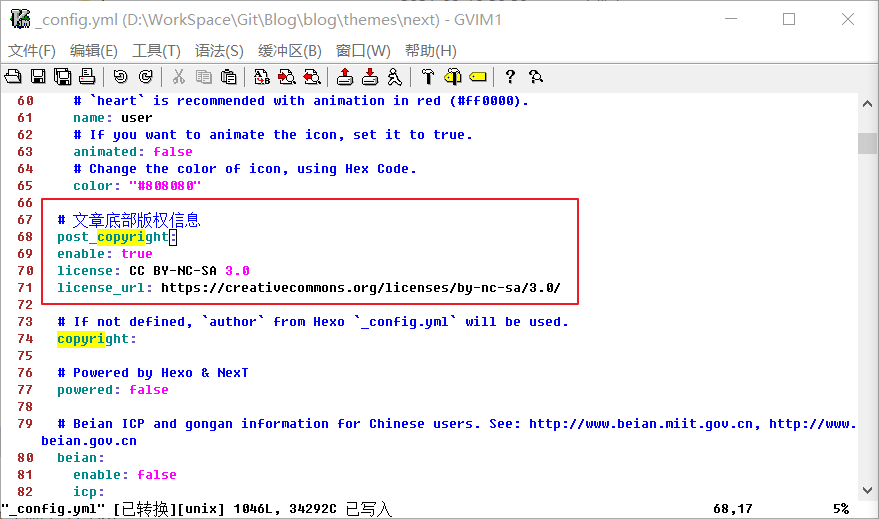 _config.yml (D:\WorkSpace\Git\Blog\blog\themes\next) - GVIM1
文件(F) 编辑(E) 工具(T) 语法(S) 缓冲区(B) 窗口(W) 帮助(H)
60 # `heart` is recommended with animation in red (#ff0000).
61 name: user
62 # If you want to animate the icon, set it to true.
63 animated: false
64 # Change the color of icon, using Hex Code.
65 color: "#808080"
66
67 # 文章底部版权信息
68 post_copyright:
69 enable: true
70 license: CC BY-NC-SA 3.0
71 license_url: https://creativecommons.org/licenses/by-nc-sa/3.0/
72
73 # If not defined, `author` from Hexo `_config.yml` will be used.
74 copyright:
75
76 # Powered by Hexo & NexT
77 powered: false
78
79 # Beian ICP and gongan information for Chinese users. See: http://www.beian.miit.gov.cn, http://www.
beian.gov.cn
80 beian:
81 enable: false
82 icp:
"_config.yml" [已转换][unix] 1046L, 34292C 已写入 68,17 5%